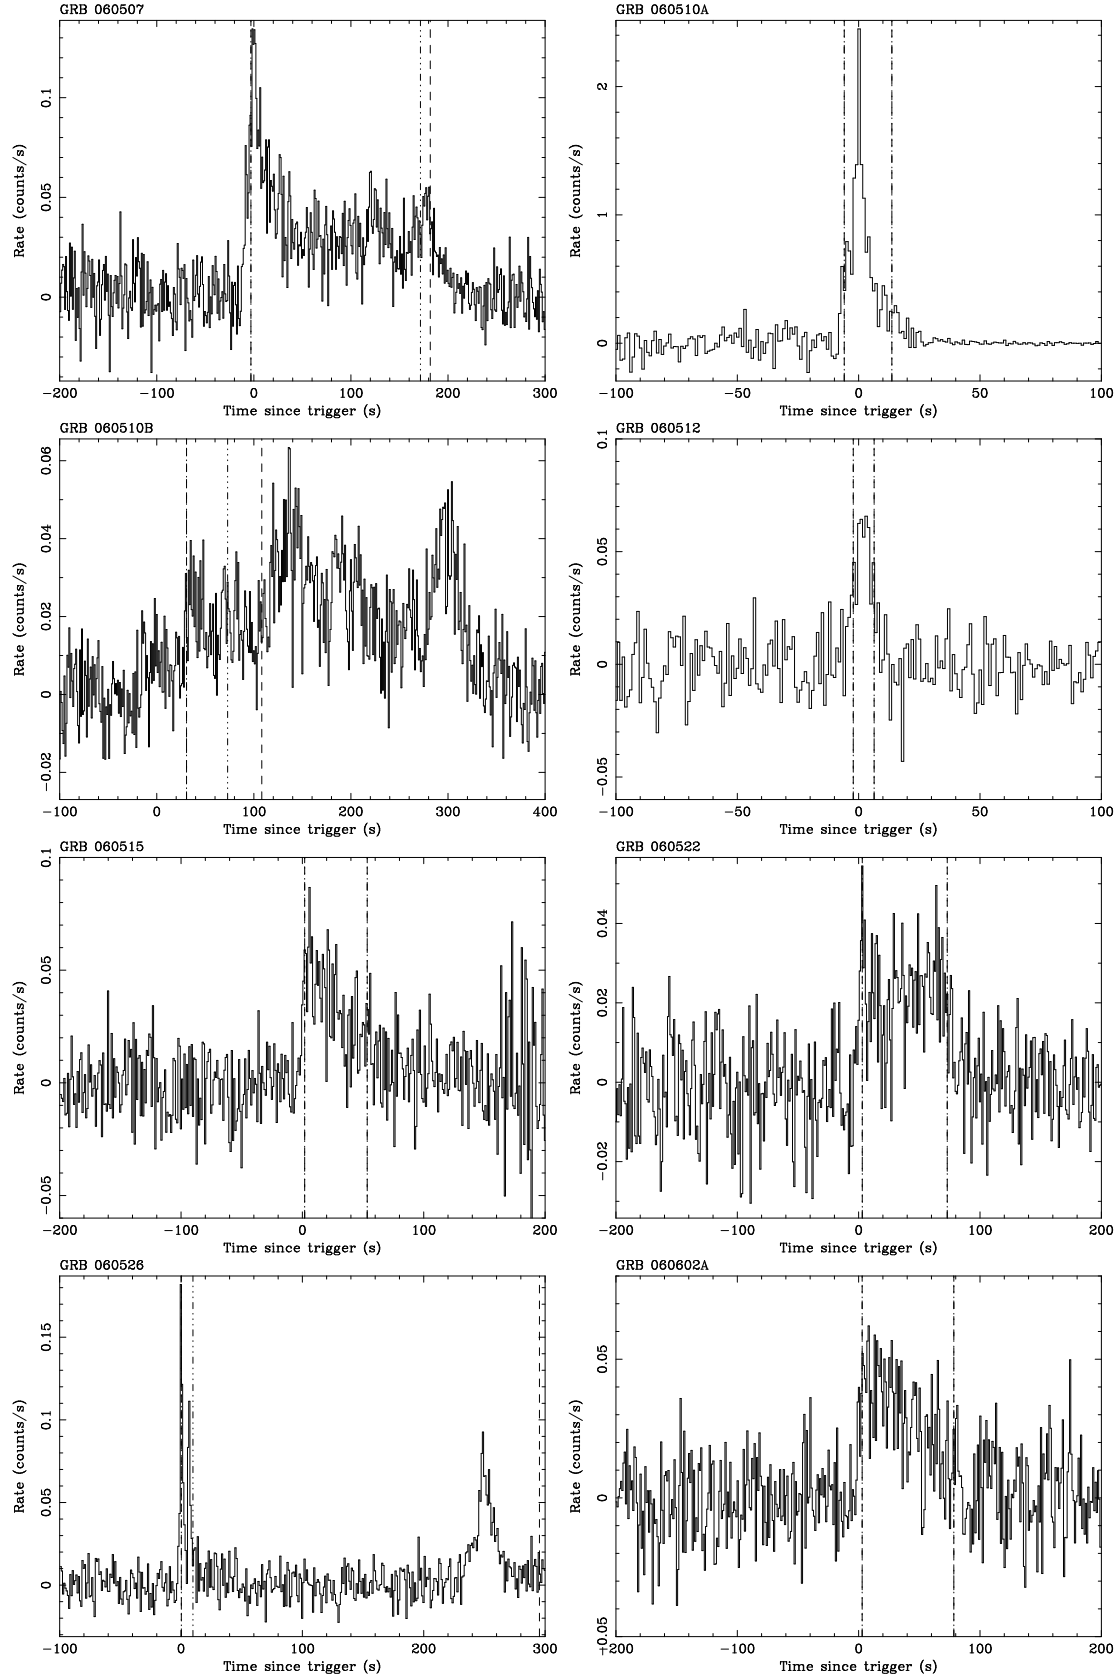 GRB 060507
Rate (counts/s)
0.1
0.05
0
−200 −100 0 100 200 300
Time since trigger (s)
GRB 060510A
Rate (counts/s)
2
1
0
−100 −50 0 50 100
Time since trigger (s)
GRB 060510B
Rate (counts/s)
0.06
0.04
0.02
0
−0.02
−100 0 100 200 300 400
Time since trigger (s)
GRB 060512
Rate (counts/s)
0.1
0.05
0
−0.05
−100 −50 0 50 100
Time since trigger (s)
GRB 060515
Rate (counts/s)
0.1
0.05
0
−0.05
−200 −100 0 100 200
Time since trigger (s)
GRB 060522
Rate (counts/s)
0.04
0.02
0
−0.02
−200 −100 0 100 200
Time since trigger (s)
GRB 060526
Rate (counts/s)
0.15
0.1
0.05
0
−100 0 100 200 300
Time since trigger (s)
GRB 060602A
Rate (counts/s)
0.05
0
−0.05
−200 −100 0 100 200
Time since trigger (s)